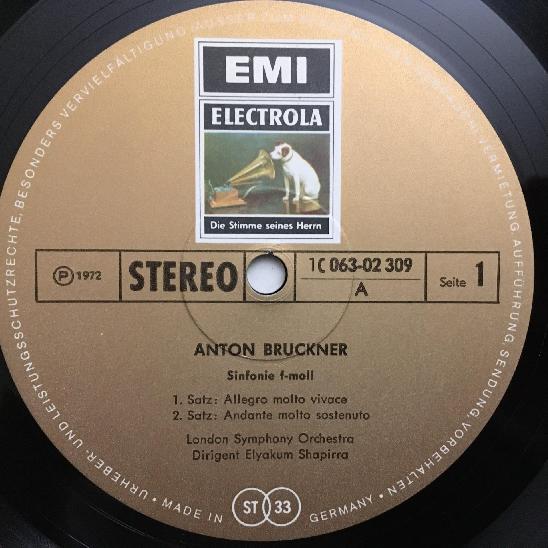 EMI
ELECTROLA
Die Stimme seines Herrn
℗ 1972
STEREO
1C 063-02 309
A
Seite 1
ANTON BRUCKNER
Sinfonie f-moll
1. Satz: Allegro molto vivace
2. Satz: Andante molto sostenuto
London Symphony Orchestra
Dirigent Elyakum Shapirra
URHEBER- UND LEISTUNGSSCHUTZRECHTE, BESONDERS VERVIELFÄLTIGUNG
VERMIETUNG, AUFFÜHRUNG, SENDUNG, VORBEHALTEN
• MADE IN
ST 33
GERMANY •